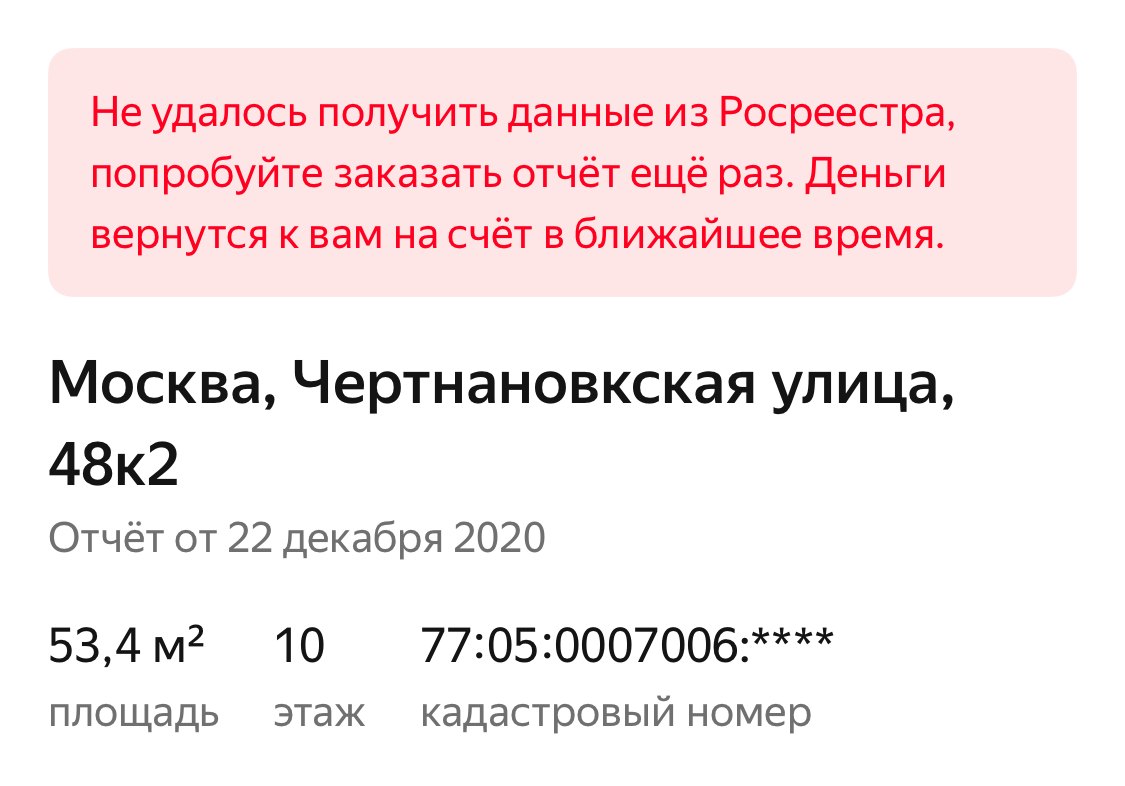 Не удалось получить данные из Росреестра,
попробуйте заказать отчёт ещё раз. Деньги
вернутся к вам на счёт в ближайшее время.
Москва, Чертнановкская улица,
48к2
Отчёт от 22 декабря 2020
53,4 м² 10 77:05:0007006:****
площадь этаж кадастровый номер